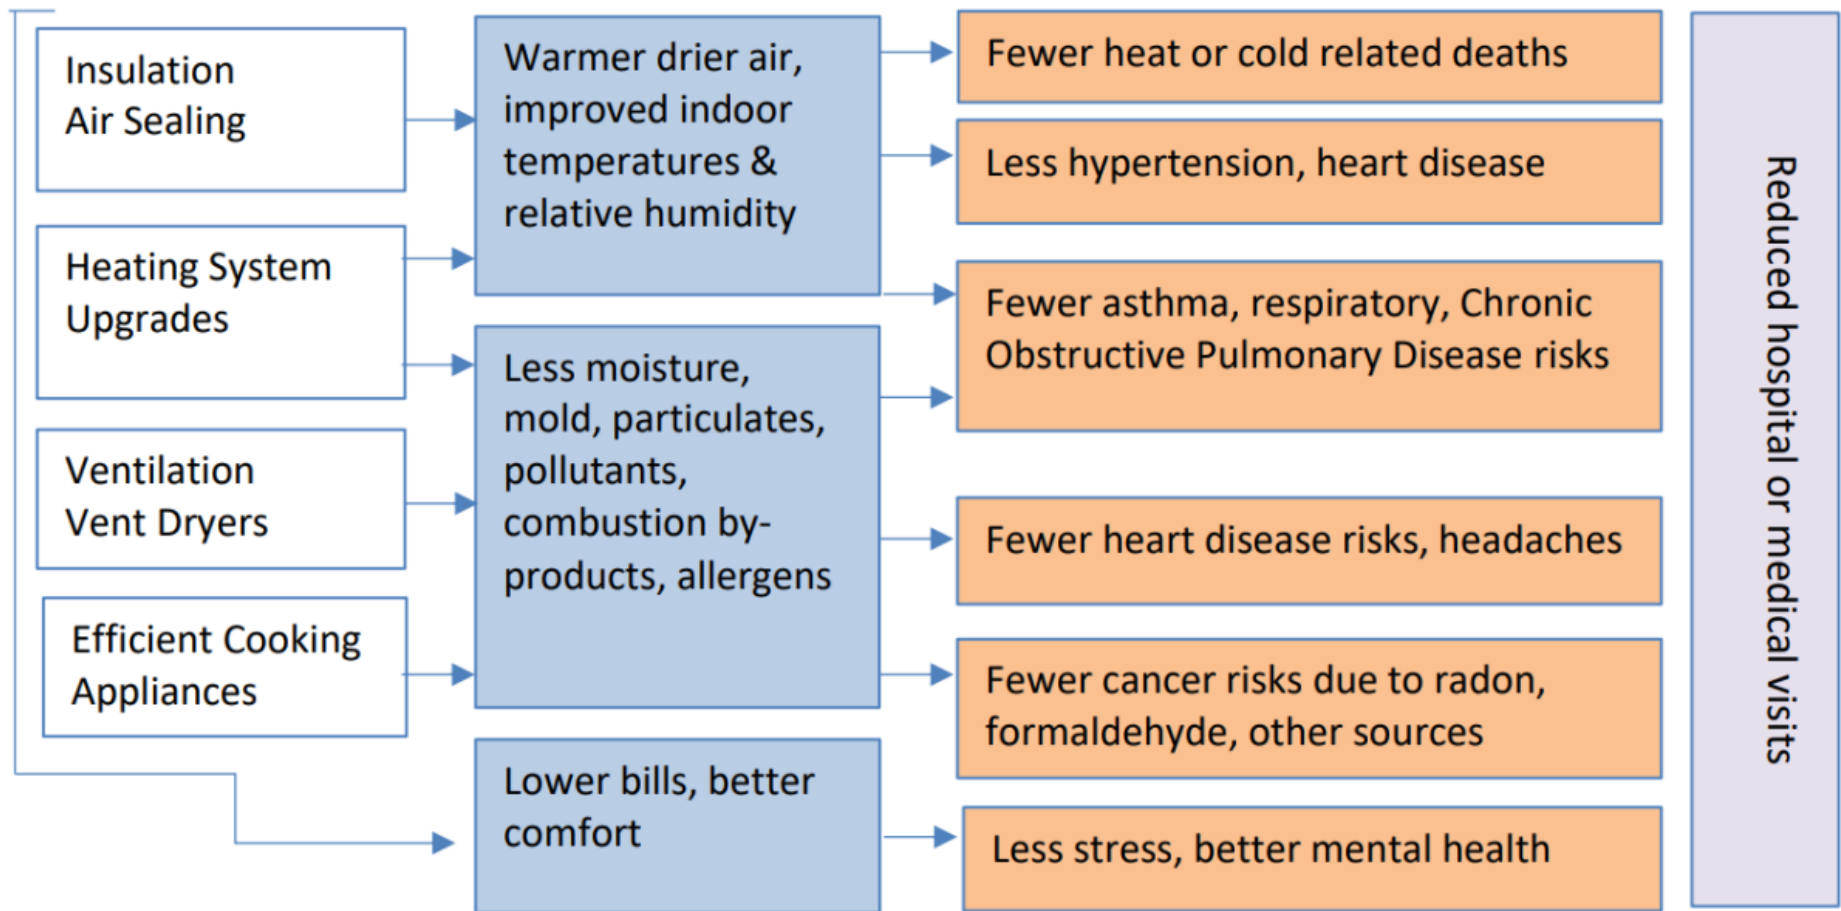 Insulation
Air Sealing
Heating System
Upgrades
Ventilation
Vent Dryers
Efficient Cooking
Appliances
Warmer drier air,
improved indoor
temperatures &
relative humidity
Less moisture,
mold, particulates,
pollutants,
combustion by-
products, allergens
Lower bills, better
comfort
Fewer heat or cold related deaths
Less hypertension, heart disease
Fewer asthma, respiratory, Chronic
Obstructive Pulmonary Disease risks
Fewer heart disease risks, headaches
Fewer cancer risks due to radon,
formaldehyde, other sources
Less stress, better mental health
Reduced hospital or medical visits